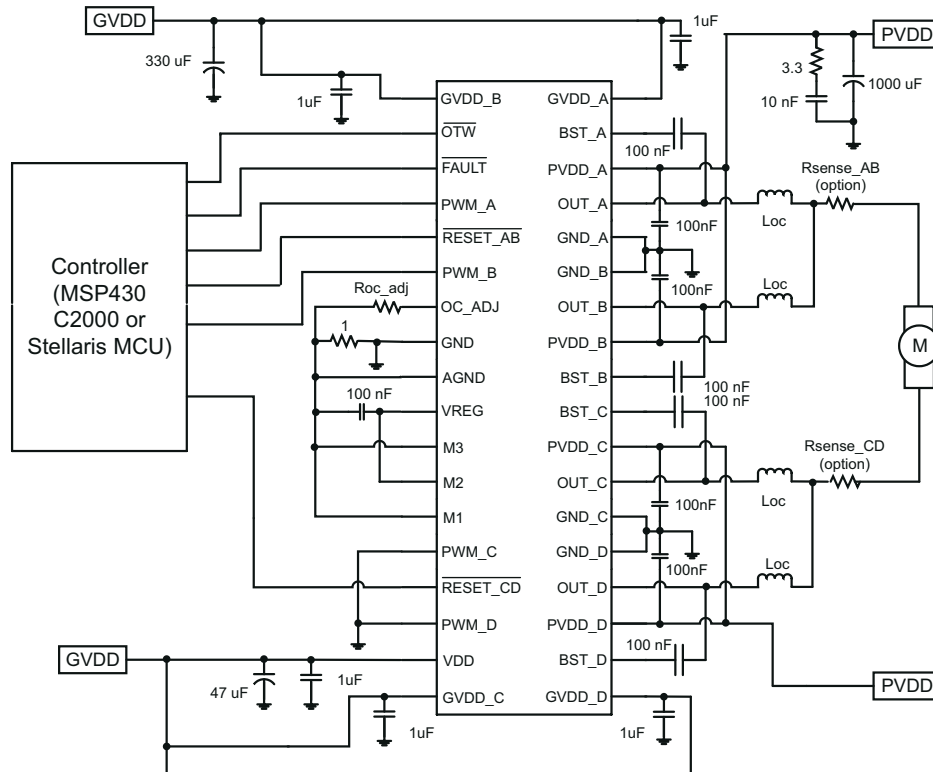 GVDD
330 uF
1uF
1uF
PVDD
3.3
10 nF
1000 uF
GVDD_B
OTW
FAULT
PWM_A
RESET_AB
PWM_B
OC_ADJ
GND
AGND
VREG
M3
M2
M1
PWM_C
RESET_CD
PWM_D
VDD
GVDD_C
GVDD_A
BST_A
PVDD_A
OUT_A
GND_A
GND_B
OUT_B
PVDD_B
BST_B
BST_C
PVDD_C
OUT_C
GND_C
GND_D
OUT_D
PVDD_D
BST_D
GVDD_D
Controller
(MSP430
C2000 or
Stellaris MCU)
Roc_adj
1
100 nF
100 nF
100nF
100nF
100 nF
100 nF
100nF
100nF
100 nF
Loc
Loc
Loc
Loc
Rsense_AB
(option)
M
Rsense_CD
(option)
GVDD
47 uF
1uF
1uF
1uF
PVDD